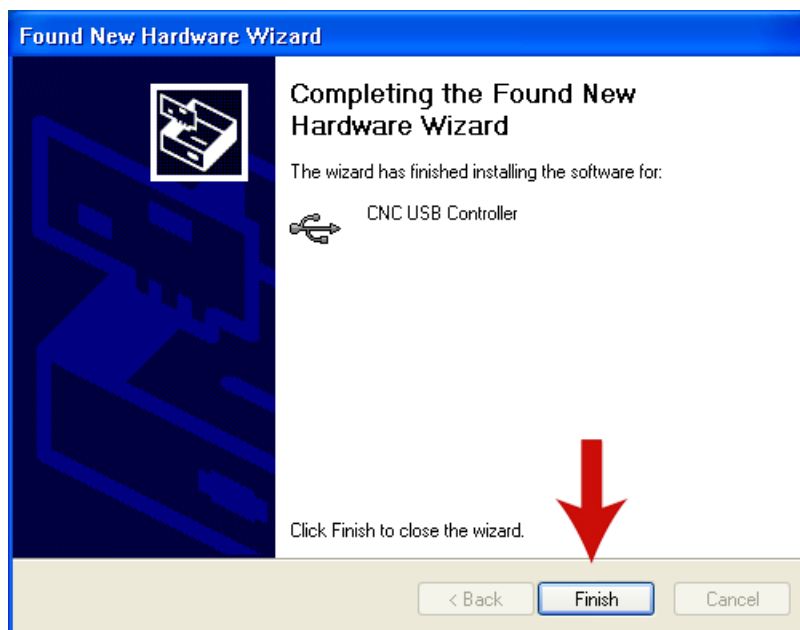 Found New Hardware Wizard
Completing the Found New
Hardware Wizard
The wizard has finished installing the software for:
CNC USB Controller
Click Finish to close the wizard.
< Back
Finish
Cancel